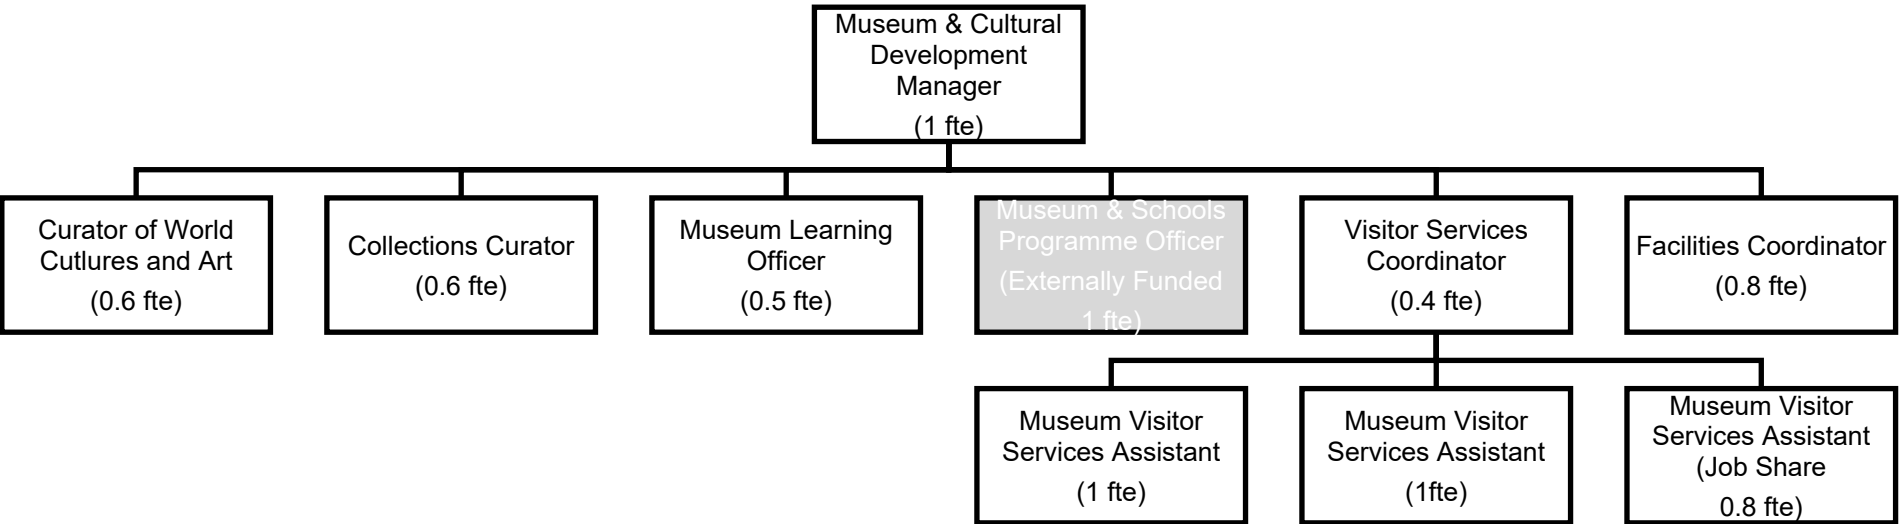 Museum & Cultural
Development
Manager
(1 fte)
Curator of World
Cutlures and Art
(0.6 fte)
Collections Curator
(0.6 fte)
Museum Learning
Officer
(0.5 fte)
Museum & Schools
Programme Officer
(Externally Funded
1 fte)
Visitor Services
Coordinator
(0.4 fte)
Facilities Coordinator
(0.8 fte)
Museum Visitor
Services Assistant
(1 fte)
Museum Visitor
Services Assistant
(1fte)
Museum Visitor
Services Assistant
(Job Share
0.8 fte)